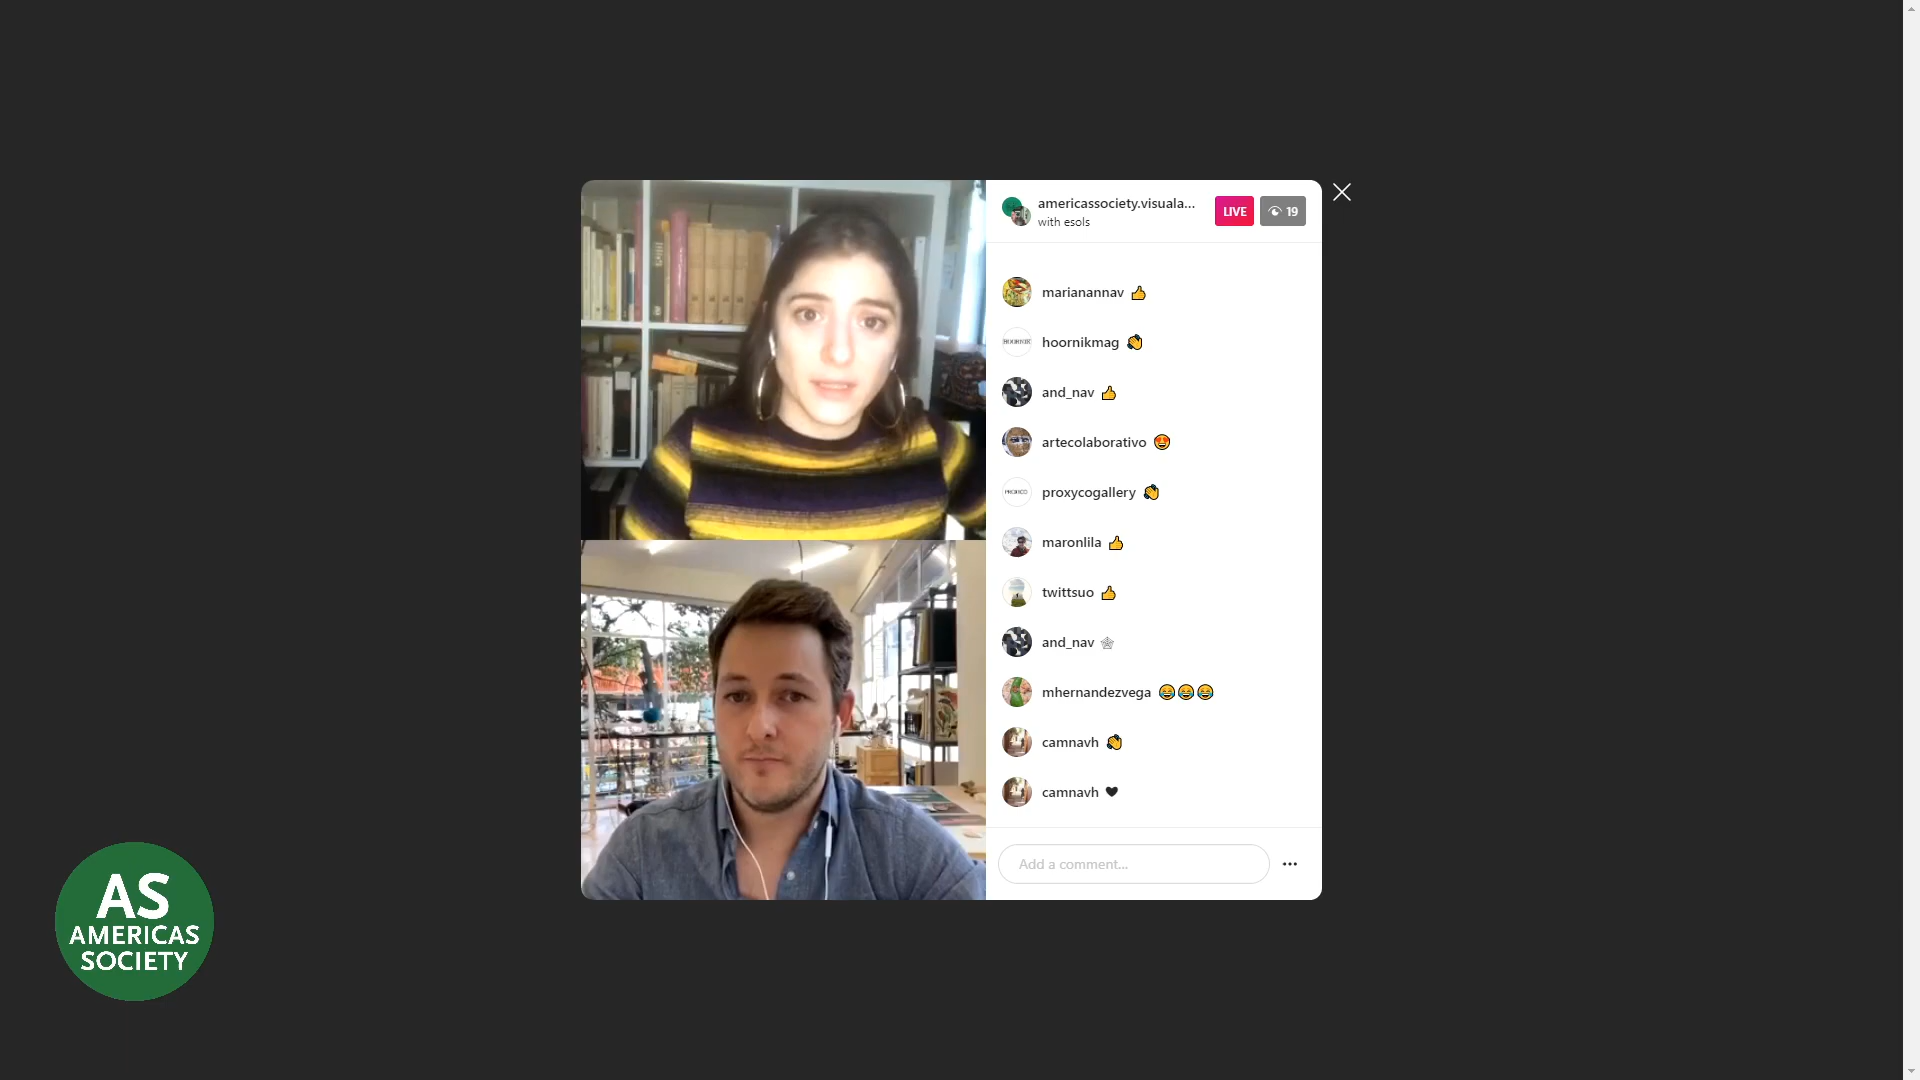 americassociety.visuala...
with esols
LIVE
19
marianannav
hoornikmag
and_nav
artecolaborativo
proxycogallery
maronlila
twittsuo
and_nav
mhernandezvega
camnavh
camnavh
Add a comment...
AS
AMERICAS
SOCIETY